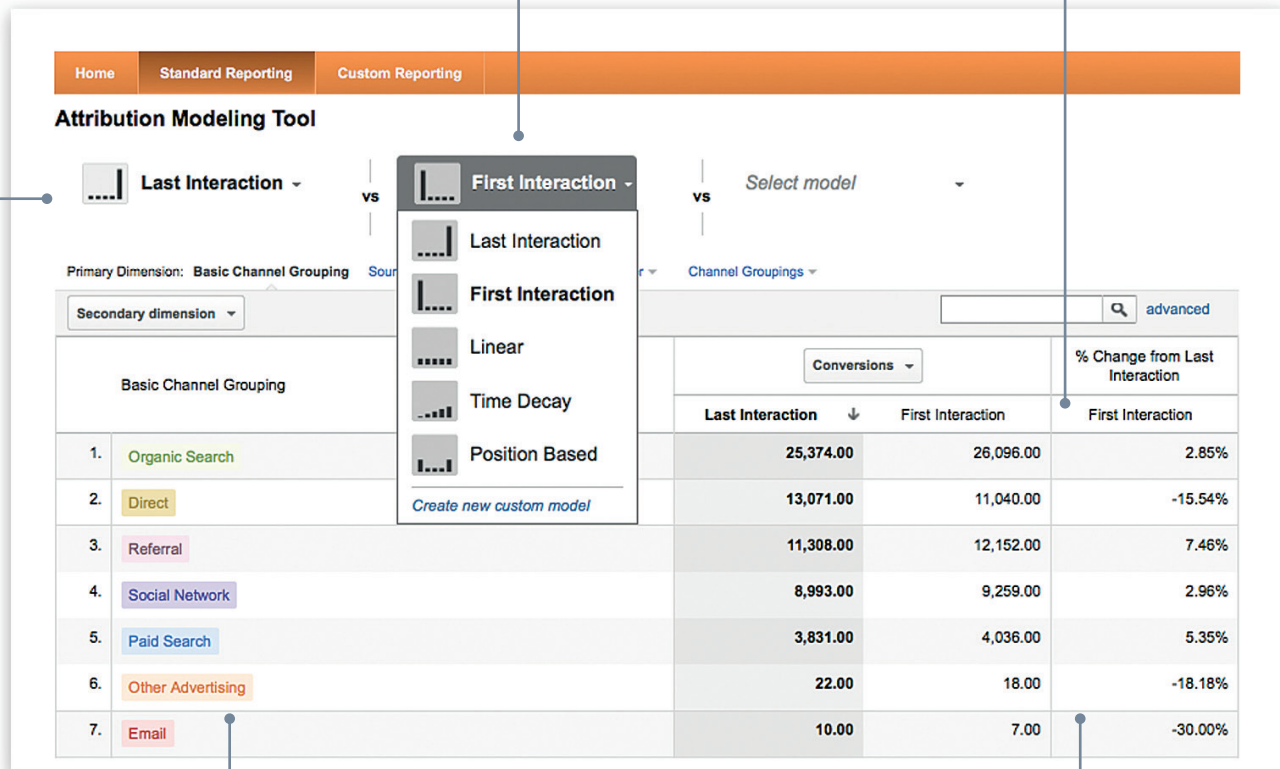 Home Standard Reporting Custom Reporting
Attribution Modeling Tool
Last Interaction vs First Interaction vs Select model
Last Interaction
First Interaction
Linear
Time Decay
Position Based
Create new custom model
Primary Dimension: Basic Channel Grouping Channel Groupings
Secondary dimension advanced
Basic Channel Grouping Conversions % Change from Last
Interaction
Last Interaction First Interaction First Interaction
1. Organic Search 25,374.00 26,096.00 2.85%
2. Direct 13,071.00 11,040.00 -15.54%
3. Referral 11,308.00 12,152.00 7.46%
4. Social Network 8,993.00 9,259.00 2.96%
5. Paid Search 3,831.00 4,036.00 5.35%
6. Other Advertising 22.00 18.00 -18.18%
7. Email 10.00 7.00 -30.00%